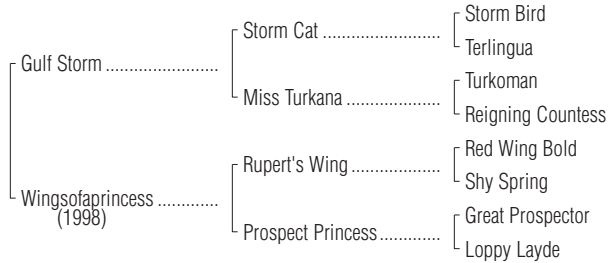 Storm Bird
Storm Cat ........................
Terlingua
Gulf Storm .......................
Turkoman
Miss Turkana ...................
Reigning Countess
Red Wing Bold
Rupert's Wing ..................
Shy Spring
Wingsofaprincess ............
(1998)
Great Prospector
Prospect Princess............
Loppy Layde